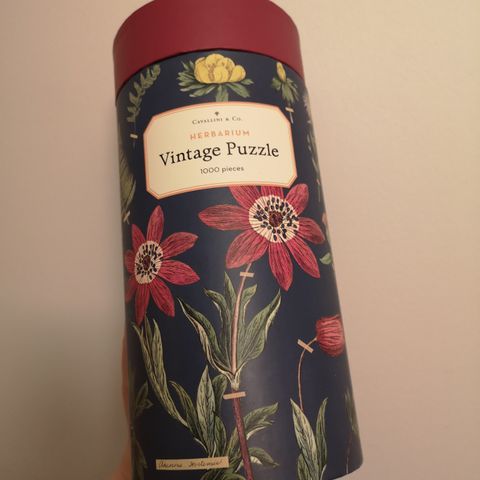 CAVALLINI & CO.
HERBARIUM
Vintage Puzzle
1000 pieces